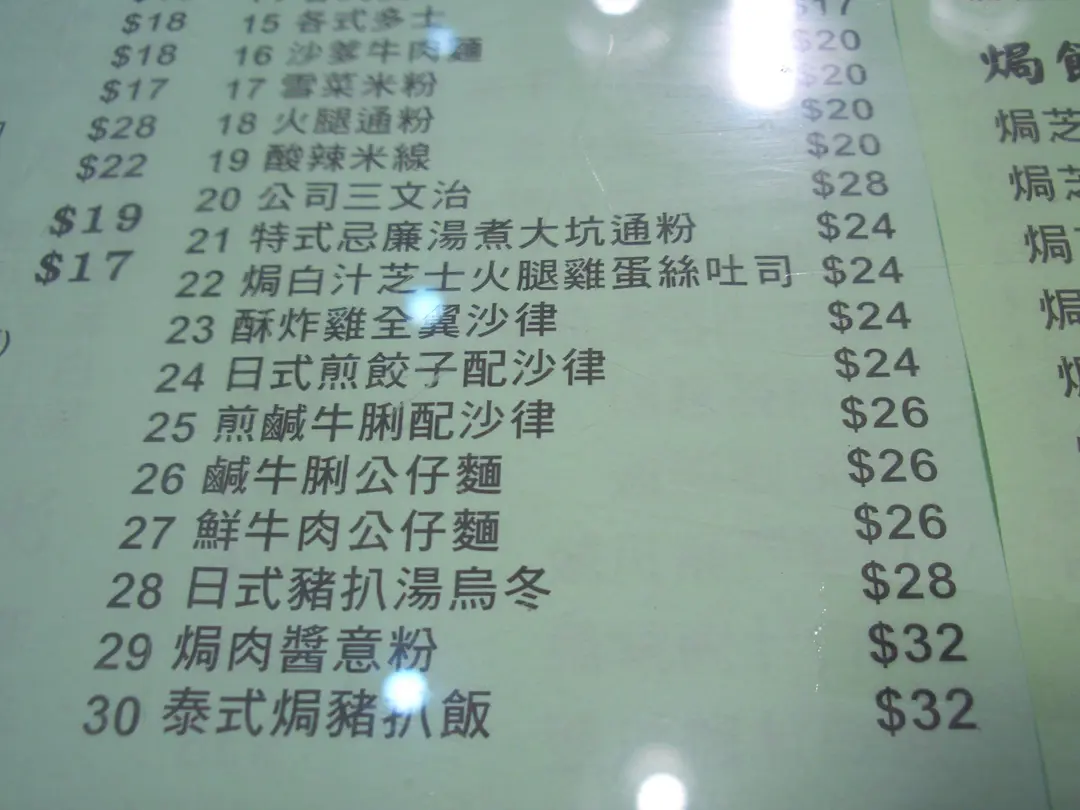 $18
$18
$17
$28
$22
$19
$17
15 各式多士 $17
16 沙爹牛肉麵 $20
17 雪菜米粉 $20
18 火腿通粉 $20
19 酸辣米線 $20
20 公司三文治 $28
21 特式忌廉湯煮大坑通粉 $24
22 焗白汁芝士火腿雞蛋絲吐司 $24
23 酥炸雞全翼沙律 $24
24 日式煎餃子配沙律 $24
25 煎鹹牛脷配沙律 $26
26 鹹牛脷公仔麵 $26
27 鮮牛肉公仔麵 $26
28 日式豬扒湯烏冬 $28
29 焗肉醬意粉 $32
30 泰式焗豬扒飯 $32
焗
焗芝
焗芝
焗
焗